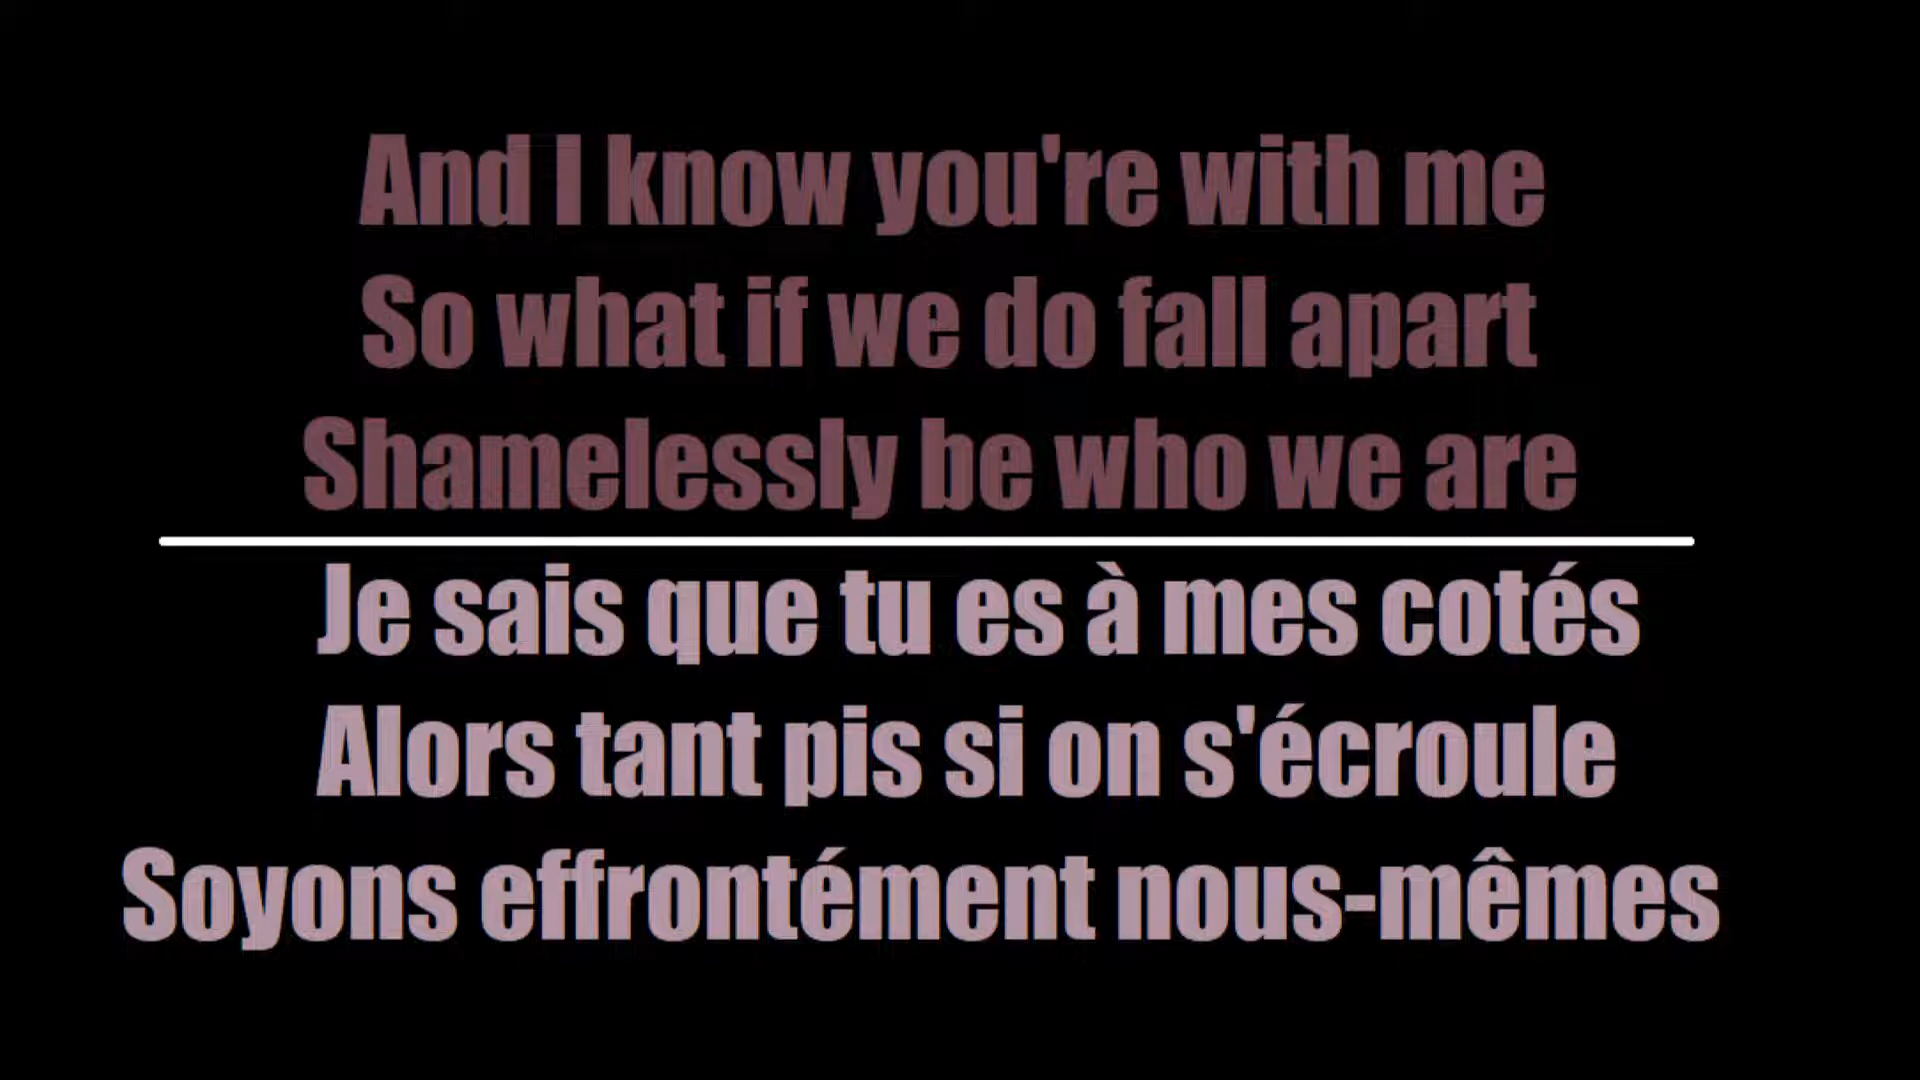 And I know you're with me
So what if we do fall apart
Shamelessly be who we are
Je sais que tu es à mes cotés
Alors tant pis si on s'écroule
Soyons effrontément nous-mêmes